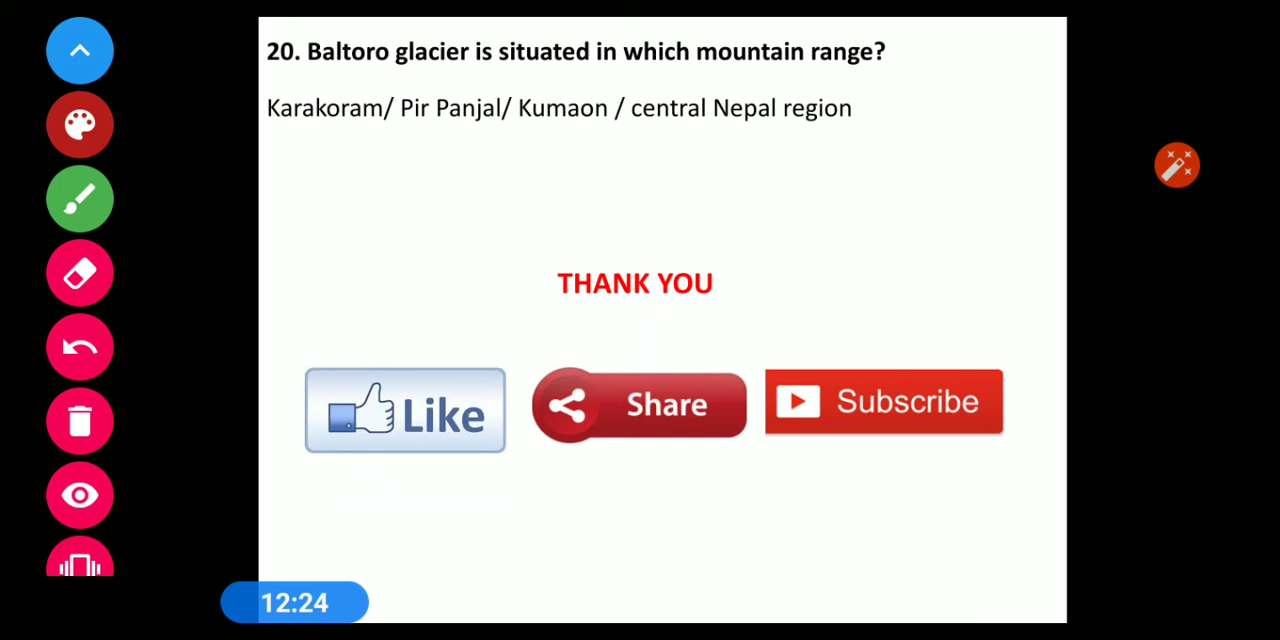 20. Baltoro glacier is situated in which mountain range?
Karakoram/ Pir Panjal/ Kumaon / central Nepal region
THANK YOU
Like
Share
Subscribe
12:24